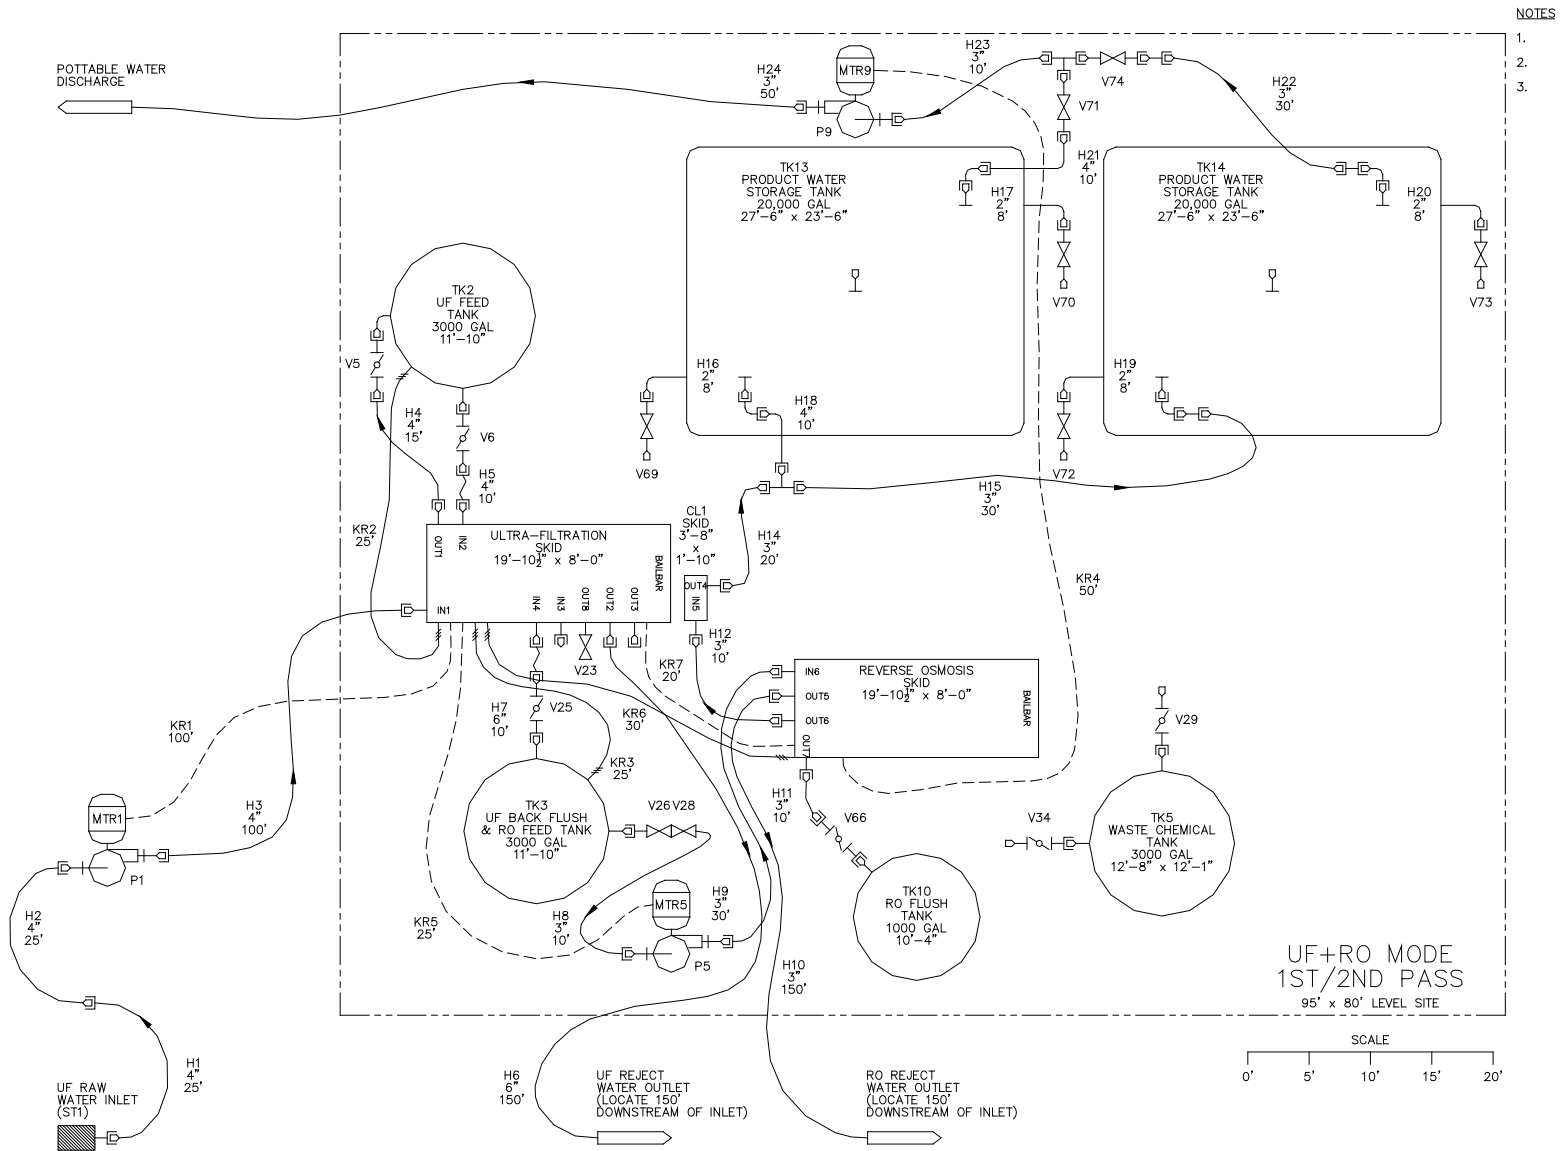 NOTES
1.
2.
3.
POTTABLE WATER
DISCHARGE
H24
3"
50'
MTR9
P9
H23
3"
10'
V74
V71
H22
3"
30'
H21
4"
10'
TK13
PRODUCT WATER
STORAGE TANK
20,000 GAL
27'-6" x 23'-6"
H17
2"
8'
V70
TK14
PRODUCT WATER
STORAGE TANK
20,000 GAL
27'-6" x 23'-6"
H20
2"
8'
V73
TK2
UF FEED
TANK
3000 GAL
11'-10"
V5
H4
4"
15'
V6
H5
4"
10'
H16
2"
8'
V69
H18
4"
10'
H19
2"
8'
V72
H15
3"
30'
KR2
25'
OUT1
IN2
ULTRA-FILTRATION
SKID
19'-10½" x 8'-0"
BAILBAR
IN1
IN4
IN3
OUT8
OUT2
OUT3
CL1
SKID
3'-8"
x
1'-10"
OUT4
IN5
H14
3"
20'
KR4
50'
H12
3"
10'
V23
KR7
20'
IN6
OUT5
OUT6
OUT7
REVERSE OSMOSIS
SKID
19'-10½" x 8'-0"
BAILBAR
H7
6"
10'
V25
KR6
30'
KR3
25'
KR1
100'
V29
MTR1
P1
H3
4"
100'
TK3
UF BACK FLUSH
& RO FEED TANK
3000 GAL
11'-10"
V26
V28
H11
3"
10'
V66
V34
TK5
WASTE CHEMICAL
TANK
3000 GAL
12'-8" x 12'-1"
H2
4"
25'
KR5
25'
H8
3"
10'
MTR5
P5
H9
3"
30'
TK10
RO FLUSH
TANK
1000 GAL
10'-4"
H10
3"
150'
UF+RO MODE
1ST/2ND PASS
95' x 80' LEVEL SITE
SCALE
0'
5'
10'
15'
20'
H1
4"
25'
UF RAW
WATER INLET
(ST1)
H6
6"
150'
UF REJECT
WATER OUTLET
(LOCATE 150'
DOWNSTREAM OF INLET)
RO REJECT
WATER OUTLET
(LOCATE 150'
DOWNSTREAM OF INLET)